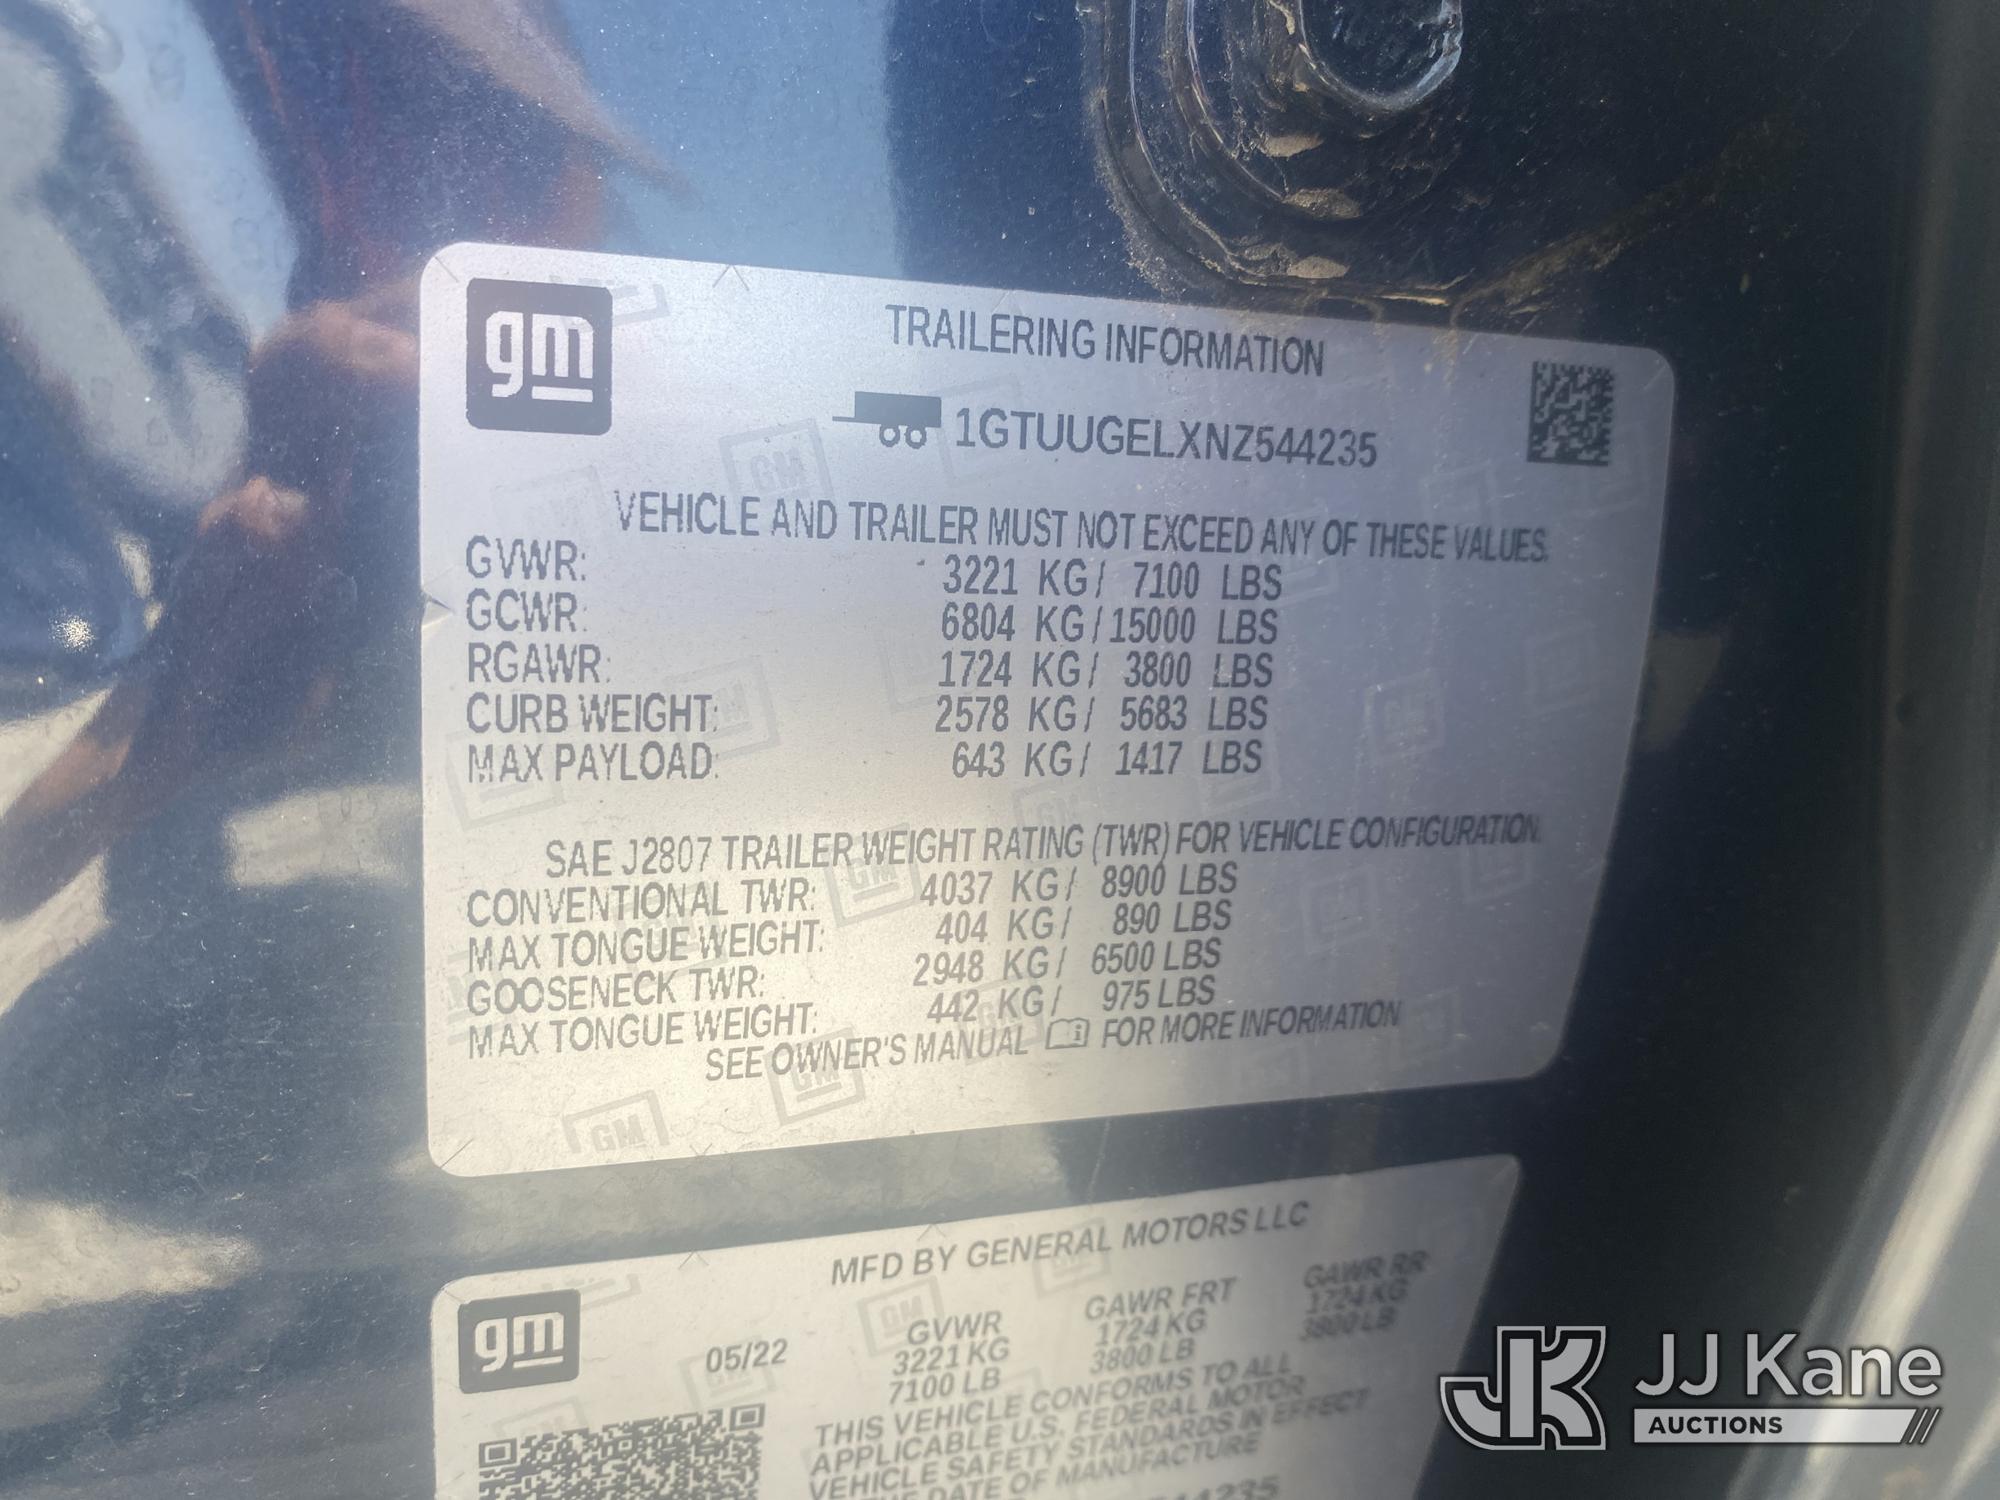 gm
TRAILERING INFORMATION
1GTUUGELXNZ544235
VEHICLE AND TRAILER MUST NOT EXCEED ANY OF THESE VALUES.
GVWR: 3221 KG/ 7100 LBS
GCWR: 6804 KG/15000 LBS
RGAWR: 1724 KG/ 3800 LBS
CURB WEIGHT: 2578 KG/ 5683 LBS
MAX PAYLOAD: 643 KG/ 1417 LBS
SAE J2807 TRAILER WEIGHT RATING (TWR) FOR VEHICLE CONFIGURATION.
CONVENTIONAL TWR: 4037 KG/ 8900 LBS
MAX TONGUE WEIGHT: 404 KG/ 890 LBS
GOOSENECK TWR: 2948 KG/ 6500 LBS
MAX TONGUE WEIGHT: 442 KG/ 975 LBS
SEE OWNER'S MANUAL FOR MORE INFORMATION
gm
MFD BY GENERAL MOTORS LLC
05/22
GVWR GAWR FRT GAWR RR
3221 KG 1724 KG 1724 KG
7100 LB 3800 LB 3800 LB
THIS VEHICLE CONFORMS TO ALL
APPLICABLE U.S. FEDERAL MOTOR
VEHICLE SAFETY STANDARDS IN EFFECT
DATE OF MANUFACTURE
44235
JK
JJ Kane
AUCTIONS